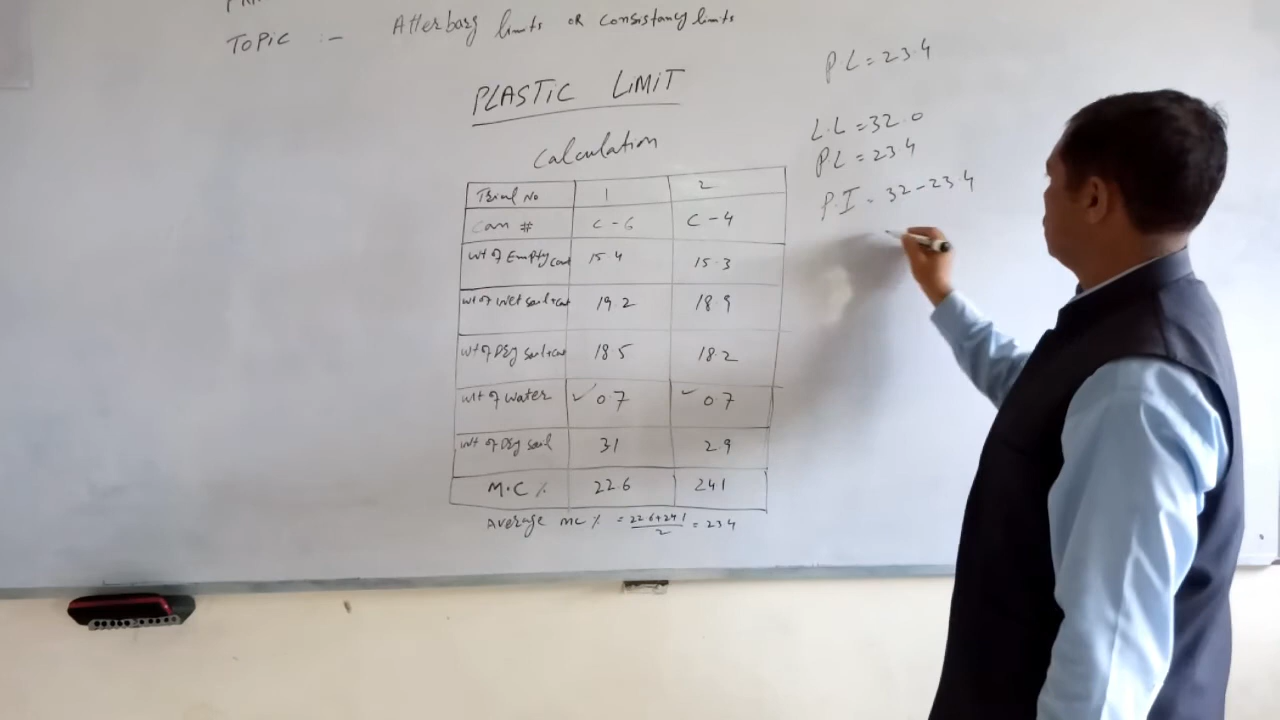 TOPIC :- Atterbarg limits OR Consistancy limits
PLASTIC LIMIT
Calculation
Trial No 1 2
Can # C-6 C-4
Wt of Empty can 15.4 15.3
Wt of Wet soil+can 19.2 18.9
Wt of Dry soil+can 18.5 18.2
Wt of Water ✓ 0.7 ✓ 0.7
Wt of Dry soil 3.1 2.9
M.C % 22.6 24.1
Average MC % = 22.6+24.1/2 = 23.4
P.L = 23.4
L.L = 32.0
PL = 23.4
P.I = 32-23.4